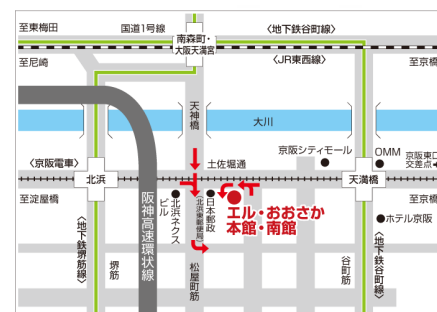 至東梅田
国道1号線
南森町・
大阪天満宮
〈地下鉄谷町線〉
至尼崎
〈JR東西線〉
至京橋
天神橋
大川
〈京阪電車〉
北浜
土佐堀通
京阪シティモール
OMM
京阪東口
交差点
天満橋
至淀屋橋
至京橋
阪神高速環状線
北浜ネクス
ビル
日本郵政
(北浜東郵便局)
エル・おおさか
本館・南館
ホテル京阪
〈地下鉄堺筋線〉
堺筋
松屋町筋
谷町筋
〈地下鉄谷町線〉